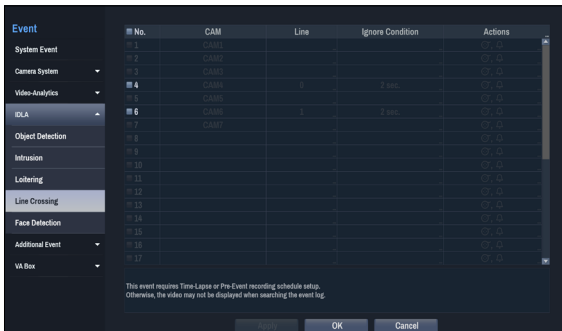 Event
System Event
Camera System
Video-Analytics
IDLA
Object Detection
Intrusion
Loitering
Line Crossing
Face Detection
Additional Event
VA Box
No. CAM Line Ignore Condition Actions
1 CAM1
2 CAM2
3 CAM3
4 CAM4 0 2 sec.
5 CAM5
6 CAM6 1 2 sec.
7 CAM7
8
9
10
11
12
13
14
15
16
17
This event requires Time-Lapse or Pre-Event recording schedule setup.
Otherwise, the video may not be displayed when searching the event log.
Apply OK Cancel